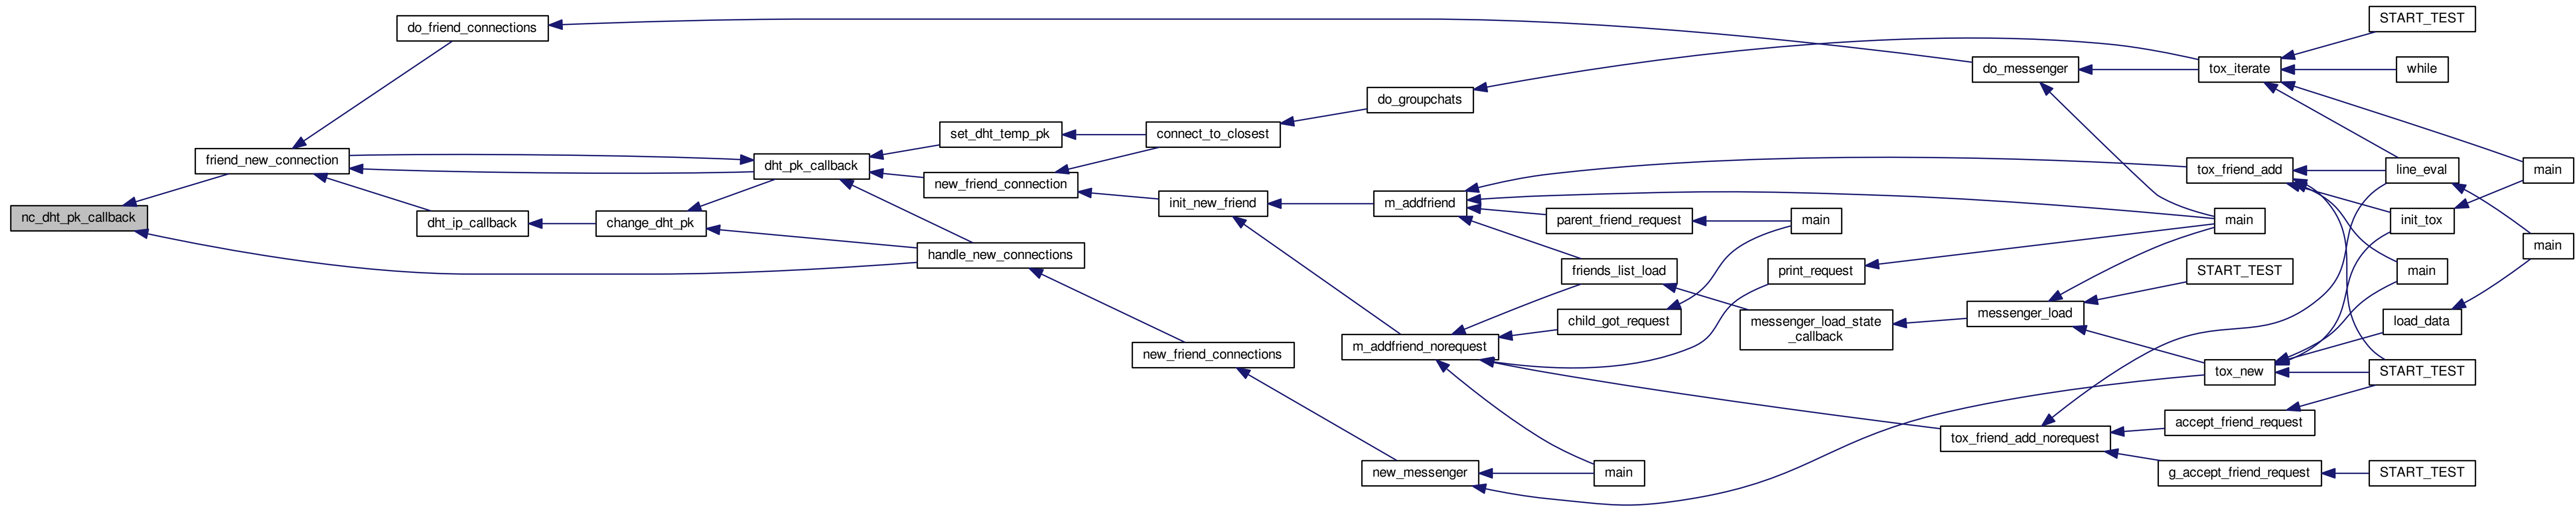 nc_dht_pk_callback
friend_new_connection
do_friend_connections
dht_ip_callback
change_dht_pk
dht_pk_callback
handle_new_connections
set_dht_temp_pk
new_friend_connection
connect_to_closest
init_new_friend
new_friend_connections
do_groupchats
m_addfriend
m_addfriend_norequest
new_messenger
parent_friend_request
friends_list_load
child_got_request
main
main
print_request
messenger_load_state
_callback
do_messenger
messenger_load
tox_friend_add_norequest
tox_iterate
tox_friend_add
main
START_TEST
tox_new
accept_friend_request
g_accept_friend_request
START_TEST
while
line_eval
init_tox
main
load_data
START_TEST
START_TEST
main
main